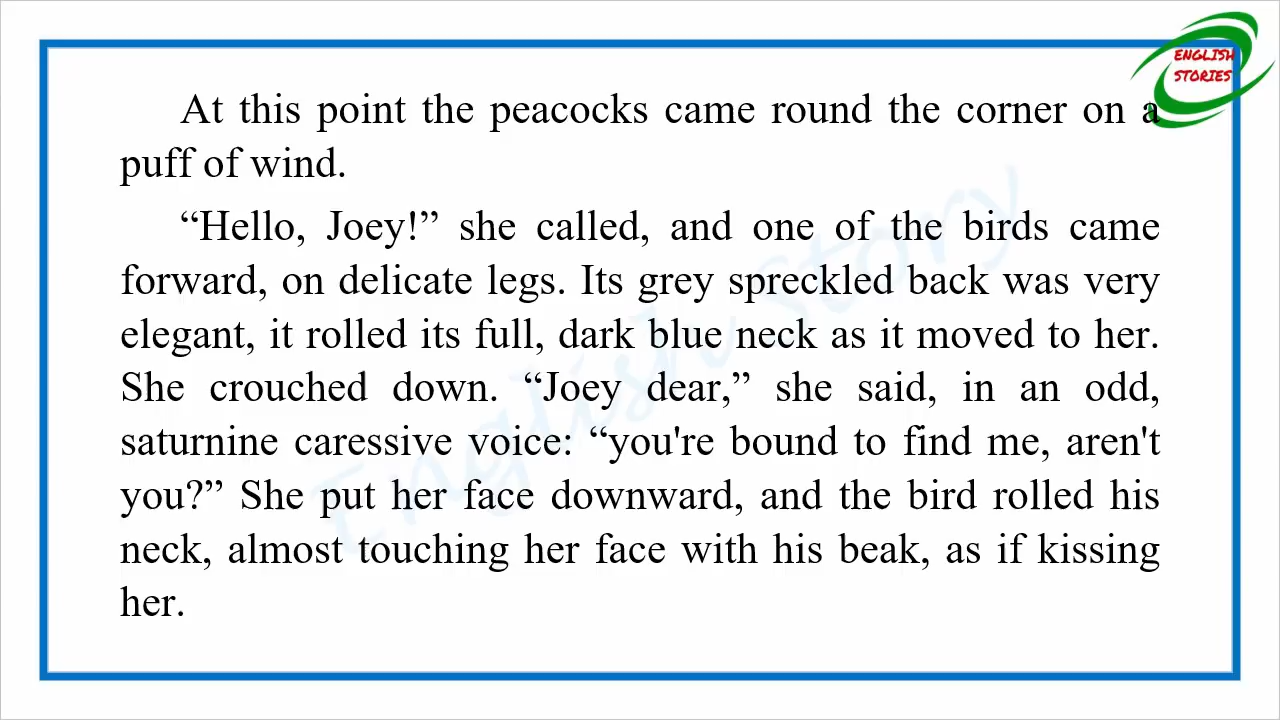 ENGLISH
STORIES
At this point the peacocks came round the corner on a
puff of wind.
“Hello, Joey!” she called, and one of the birds came
forward, on delicate legs. Its grey spreckled back was very
elegant, it rolled its full, dark blue neck as it moved to her.
She crouched down. “Joey dear,” she said, in an odd,
saturnine caressive voice: “you're bound to find me, aren't
you?” She put her face downward, and the bird rolled his
neck, almost touching her face with his beak, as if kissing
her.
English Story